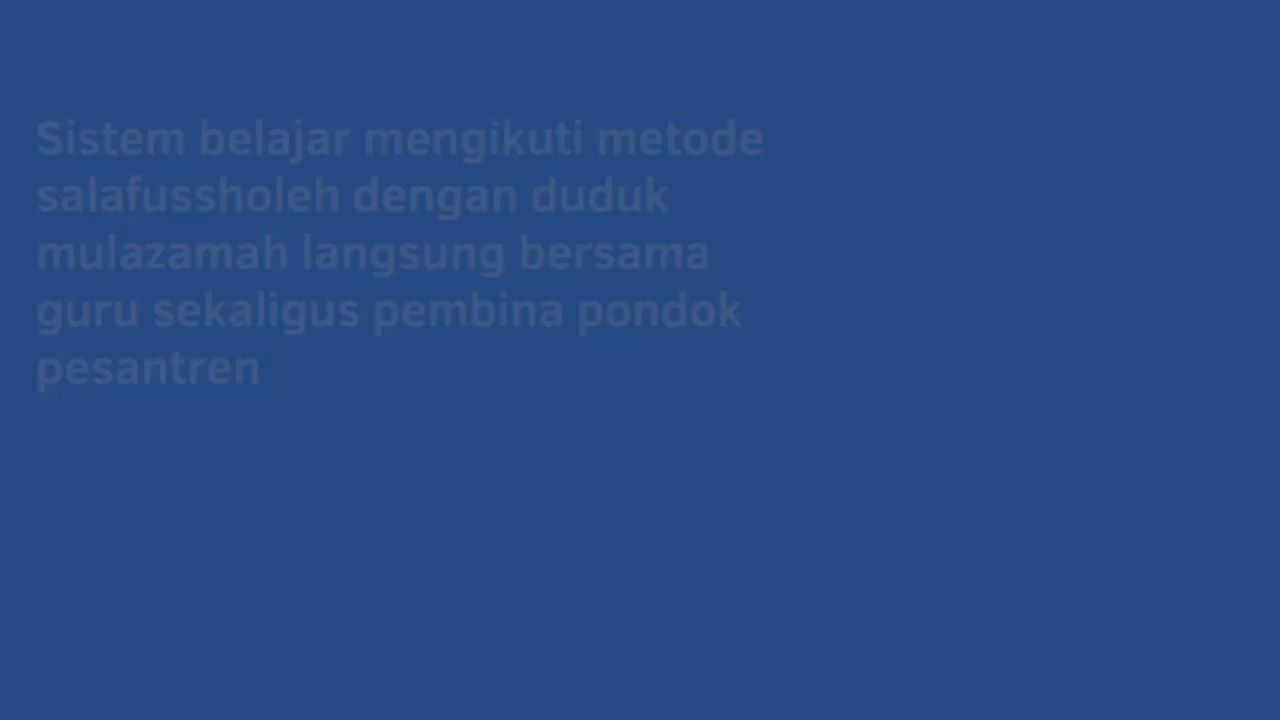 Sistem belajar mengikuti metode
salafussholeh dengan duduk
mulazamah langsung bersama
guru sekaligus pembina pondok
pesantren